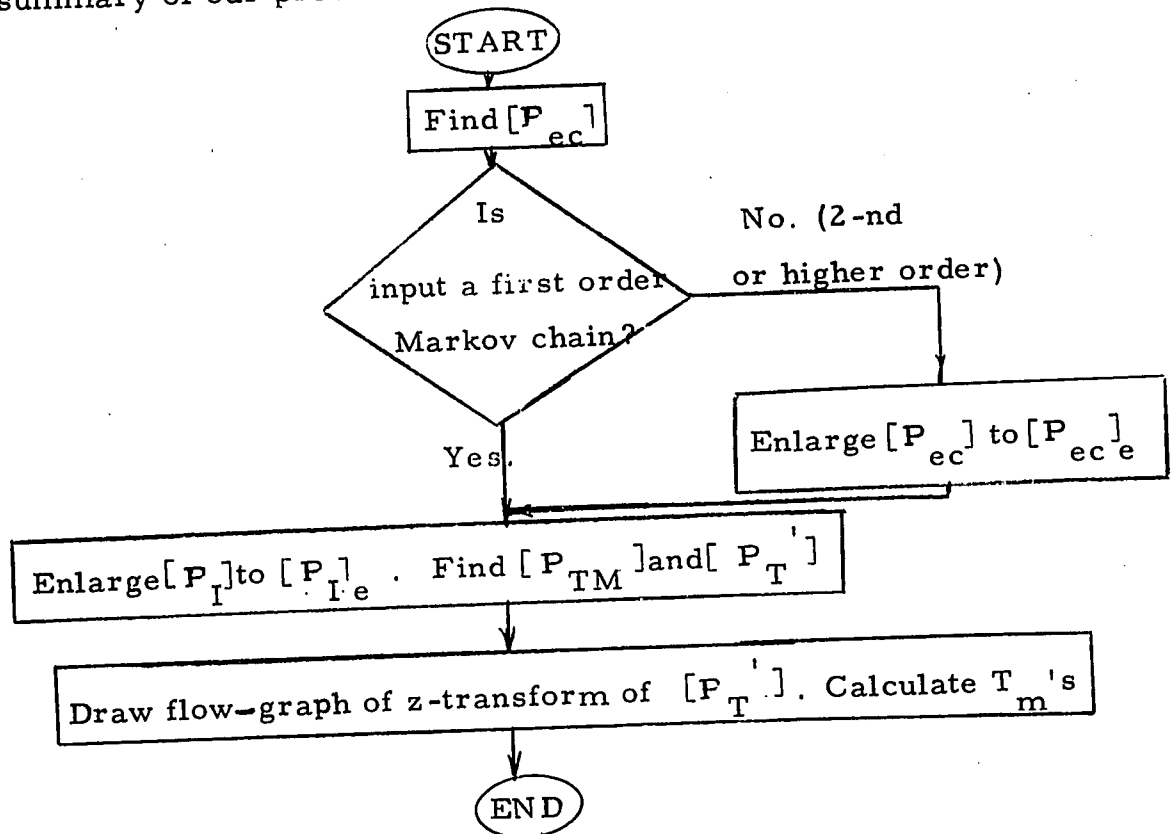 summary of our
START
Find [P_ec]
Is
input a first order
Markov chain?
No. (2-nd
or higher order)
Enlarge [P_ec] to [P_ec]_e
Yes.
Enlarge [P_I] to [P_I]_e . Find [P_TM] and [P_T']
Draw flow-graph of z-transform of [P_T']. Calculate T_m's
END